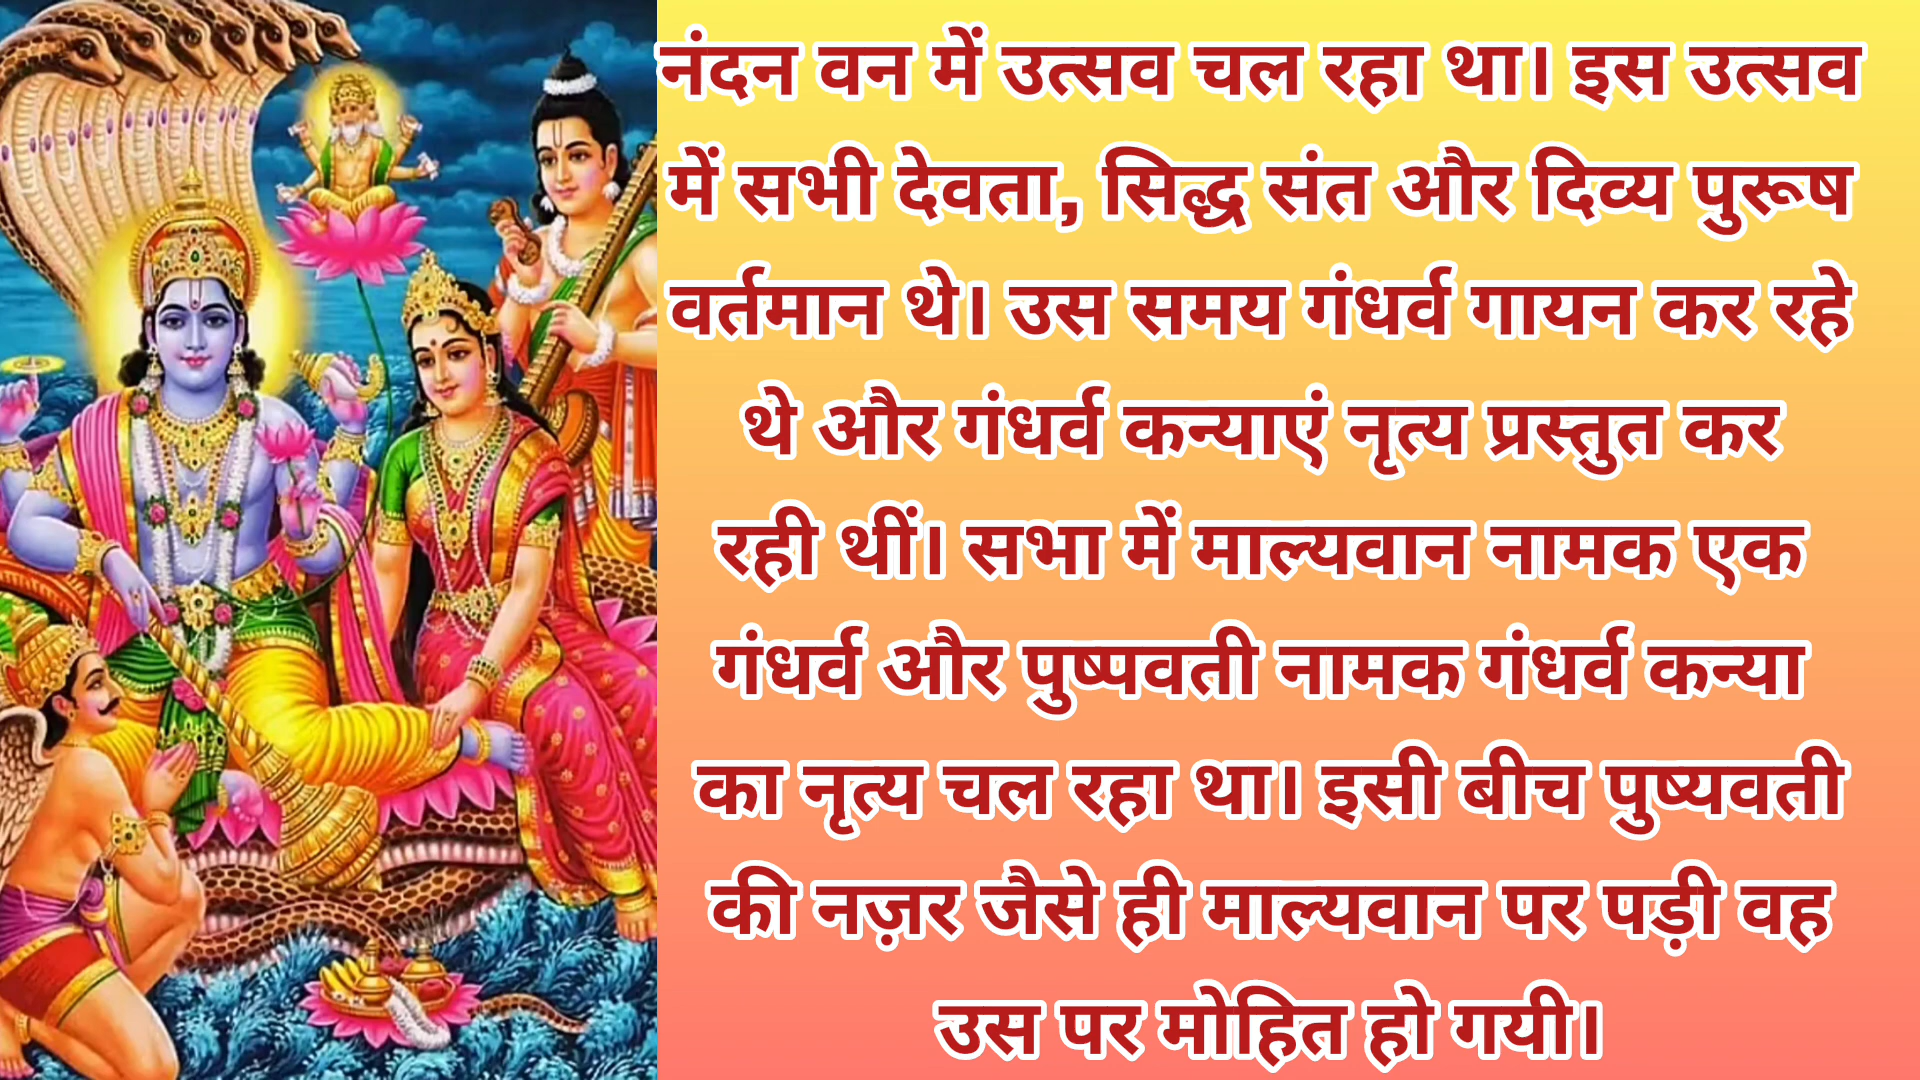 नंदन वन में उत्सव चल रहा था। इस उत्सव
में सभी देवता, सिद्ध संत और दिव्य पुरूष
वर्तमान थे। उस समय गंधर्व गायन कर रहे
थे और गंधर्व कन्याएं नृत्य प्रस्तुत कर
रही थीं। सभा में माल्यवान नामक एक
गंधर्व और पुष्पवती नामक गंधर्व कन्या
का नृत्य चल रहा था। इसी बीच पुष्यवती
की नज़र जैसे ही माल्यवान पर पड़ी वह
उस पर मोहित हो गयी।